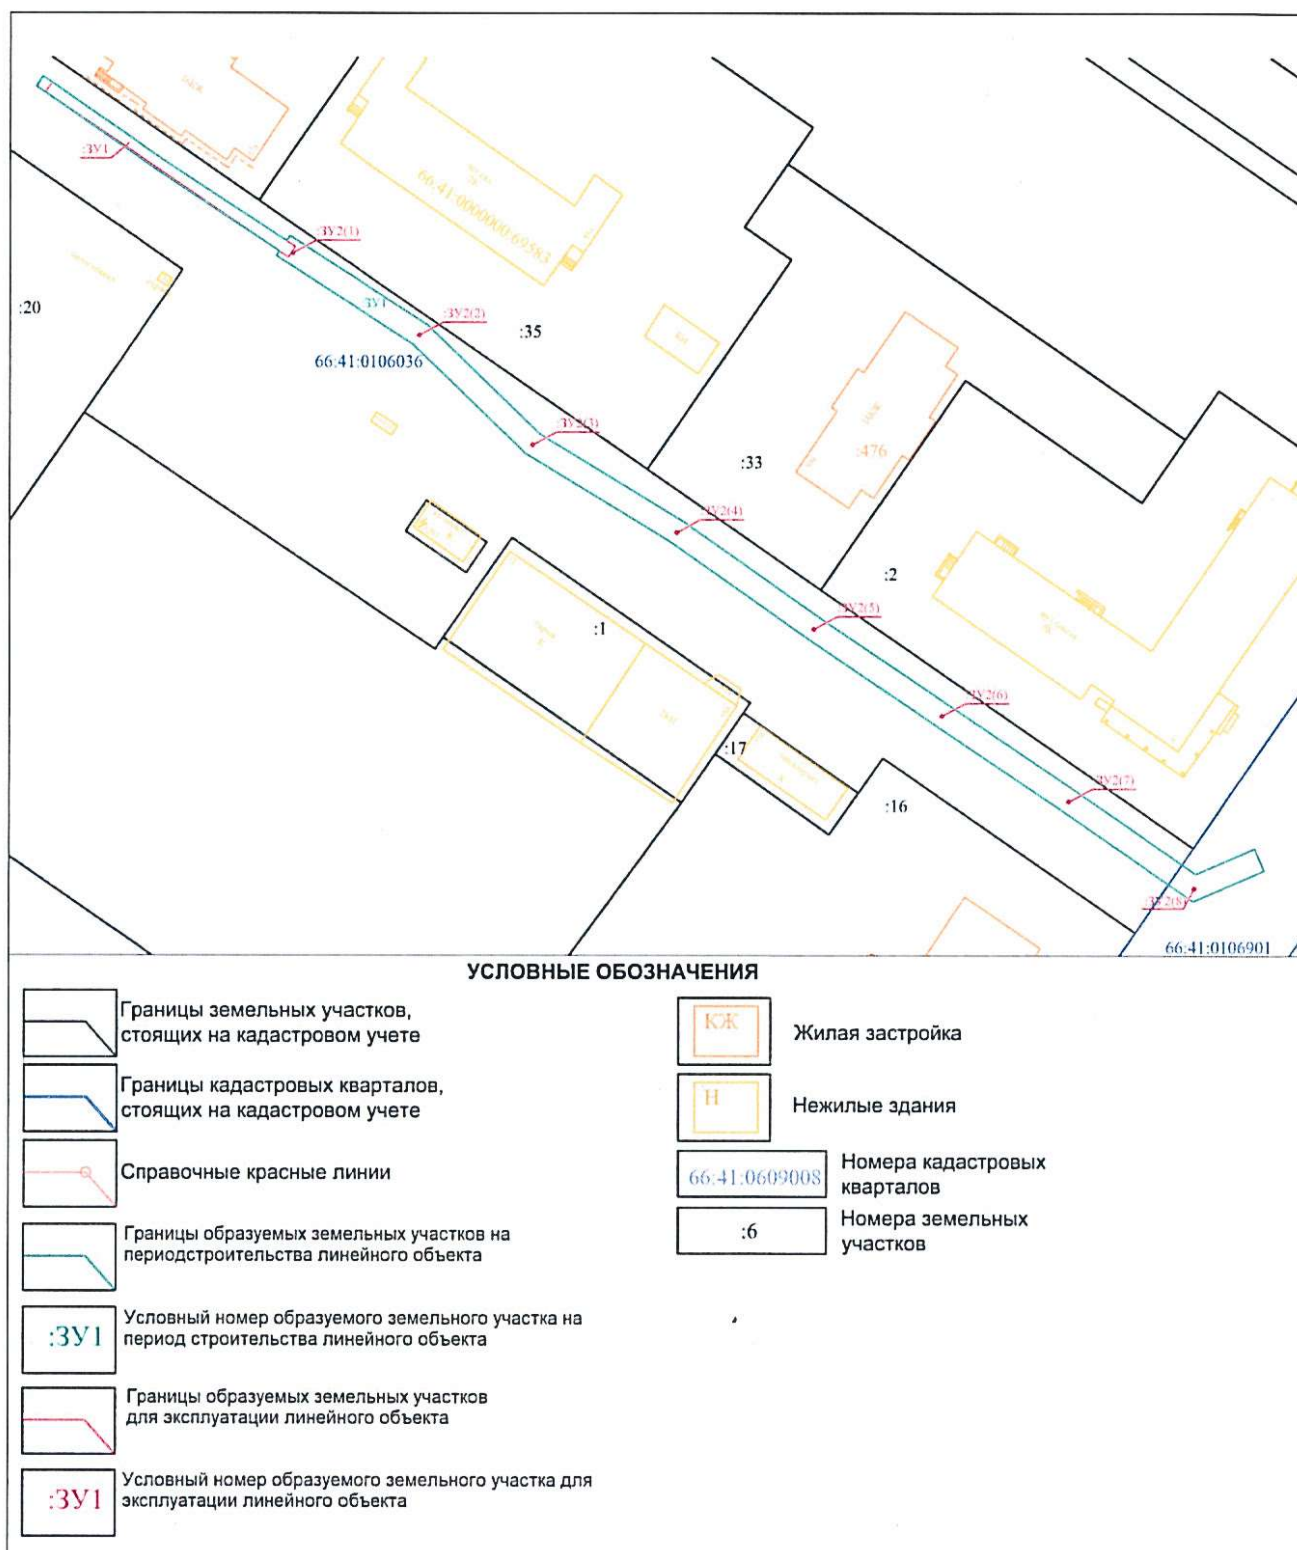 :ЗУ1
:ЗУ2(1)
66:41:0000000:69583
:20
ЗУ1
:ЗУ2(2)
:35
66:41:0106036
:ЗУ2(3)
:33
:476
:ЗУ2(4)
:2
:ЗУ2(5)
:1
:ЗУ2(6)
:17
:ЗУ2(7)
:16
:ЗУ2(8)
66:41:0106901
УСЛОВНЫЕ ОБОЗНАЧЕНИЯ
Границы земельных участков,
стоящих на кадастровом учете
Границы кадастровых кварталов,
стоящих на кадастровом учете
Справочные красные линии
Границы образуемых земельных участков на
периодстроительства линейного объекта
:ЗУ1
Условный номер образуемого земельного участка на
период строительства линейного объекта
Границы образуемых земельных участков
для эксплуатации линейного объекта
:ЗУ1
Условный номер образуемого земельного участка для
эксплуатации линейного объекта
КЖ
Жилая застройка
Н
Нежилые здания
66:41:0609008
Номера кадастровых
кварталов
:6
Номера земельных
участков